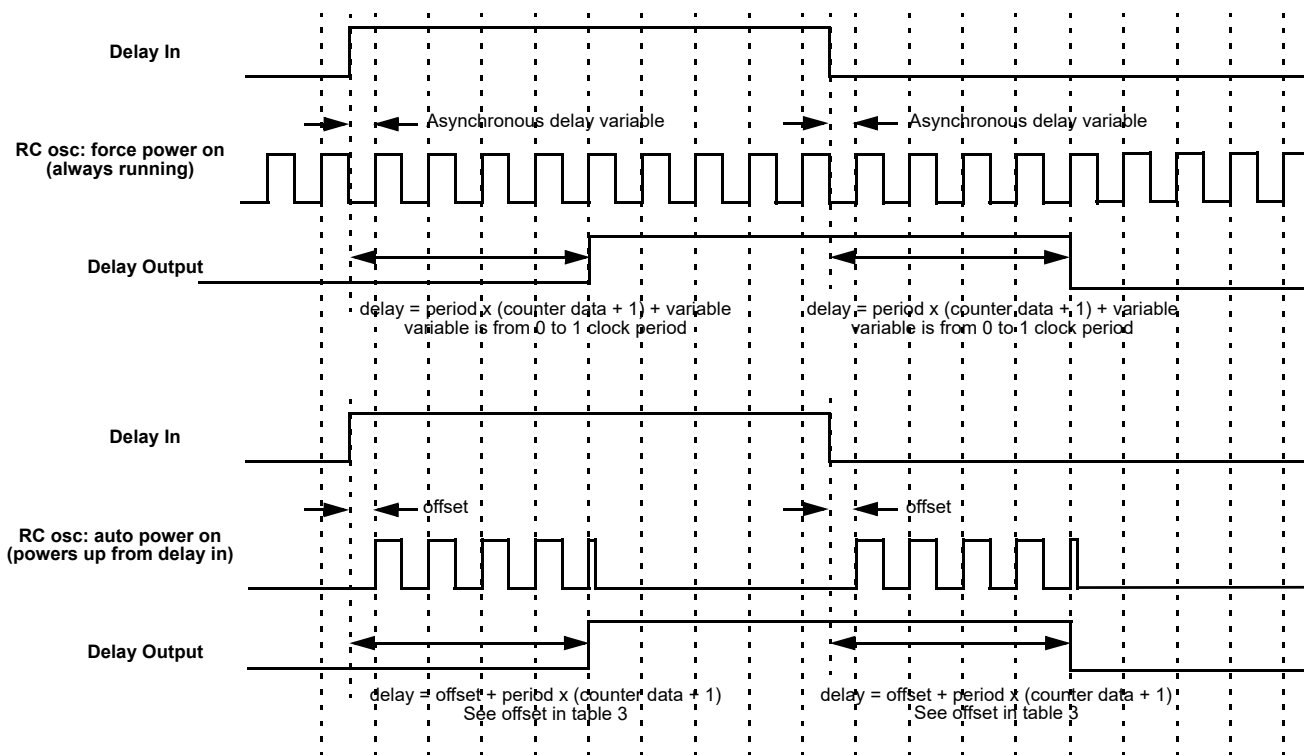 Delay In
Asynchronous delay variable
Asynchronous delay variable
RC osc: force power on
(always running)
Delay Output
delay = period x (counter data + 1) + variable
variable is from 0 to 1 clock period
delay = period x (counter data + 1) + variable
variable is from 0 to 1 clock period
Delay In
offset
offset
RC osc: auto power on
(powers up from delay in)
Delay Output
delay = offset + period x (counter data + 1)
See offset in table 3
delay = offset + period x (counter data + 1)
See offset in table 3